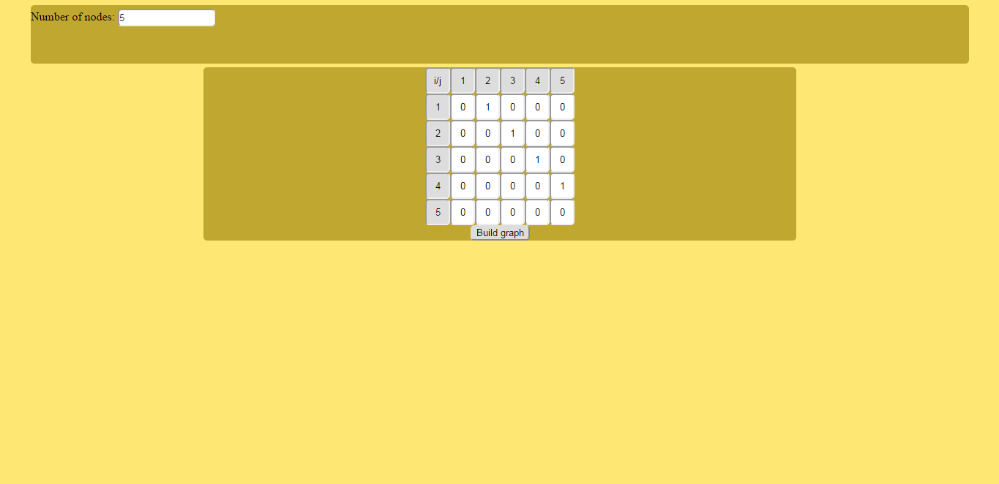 Number of nodes: 5
i/j 1 2 3 4 5
1 0 1 0 0 0
2 0 0 1 0 0
3 0 0 0 1 0
4 0 0 0 0 1
5 0 0 0 0 0
Build graph